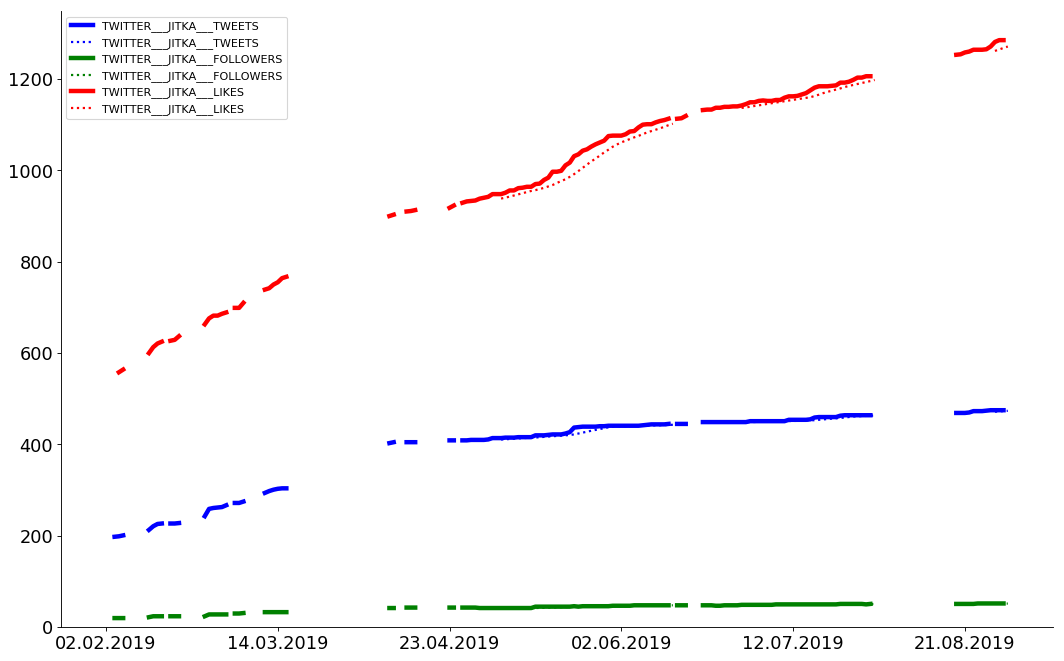 TWITTER___JITKA___TWEETS
TWITTER___JITKA___TWEETS
TWITTER___JITKA___FOLLOWERS
TWITTER___JITKA___FOLLOWERS
TWITTER___JITKA___LIKES
TWITTER___JITKA___LIKES
1200
1000
800
600
400
200
0
02.02.2019 14.03.2019 23.04.2019 02.06.2019 12.07.2019 21.08.2019